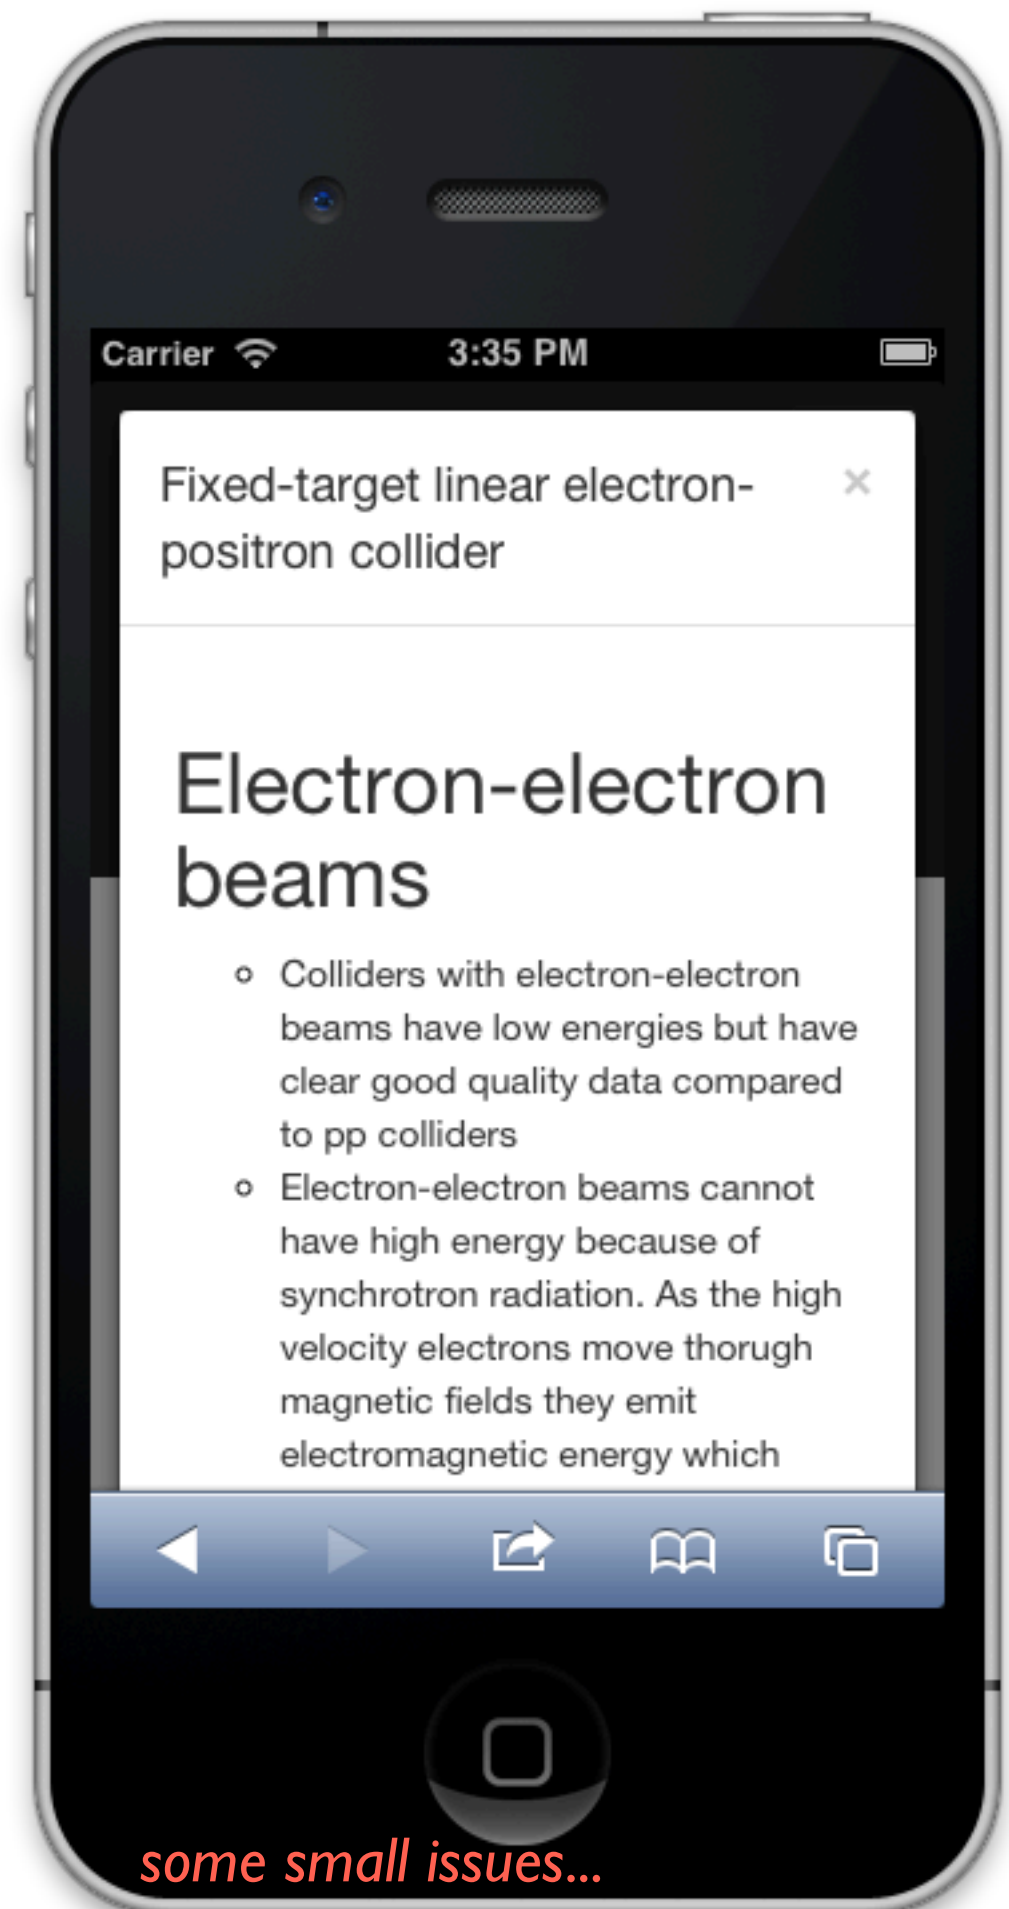 Carrier 3:35 PM
Fixed-target linear electron-
positron collider
×
Electron-electron
beams
Colliders with electron-electron
beams have low energies but have
clear good quality data compared
to pp colliders
Electron-electron beams cannot
have high energy because of
synchrotron radiation. As the high
velocity electrons move thorugh
magnetic fields they emit
electromagnetic energy which
some small issues...